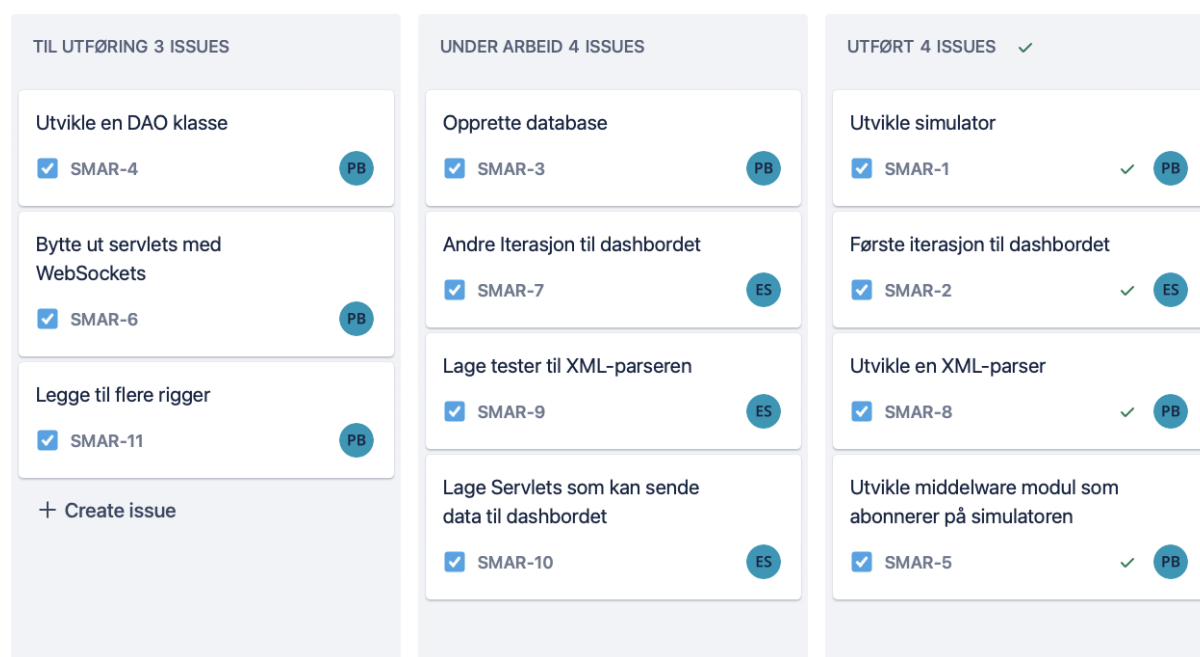 TIL UTFØRING 3 ISSUES
Utvikle en DAO klasse
SMAR-4
PB
Bytte ut servlets med
WebSockets
SMAR-6
PB
Legge til flere rigger
SMAR-11
PB
+ Create issue
UNDER ARBEID 4 ISSUES
Opprette database
SMAR-3
PB
Andre Iterasjon til dashbordet
SMAR-7
ES
Lage tester til XML-parseren
SMAR-9
ES
Lage Servlets som kan sende
data til dashbordet
SMAR-10
ES
UTFØRT 4 ISSUES
Utvikle simulator
SMAR-1
PB
Første iterasjon til dashbordet
SMAR-2
ES
Utvikle en XML-parser
SMAR-8
PB
Utvikle middelware modul som
abonnerer på simulatoren
SMAR-5
PB